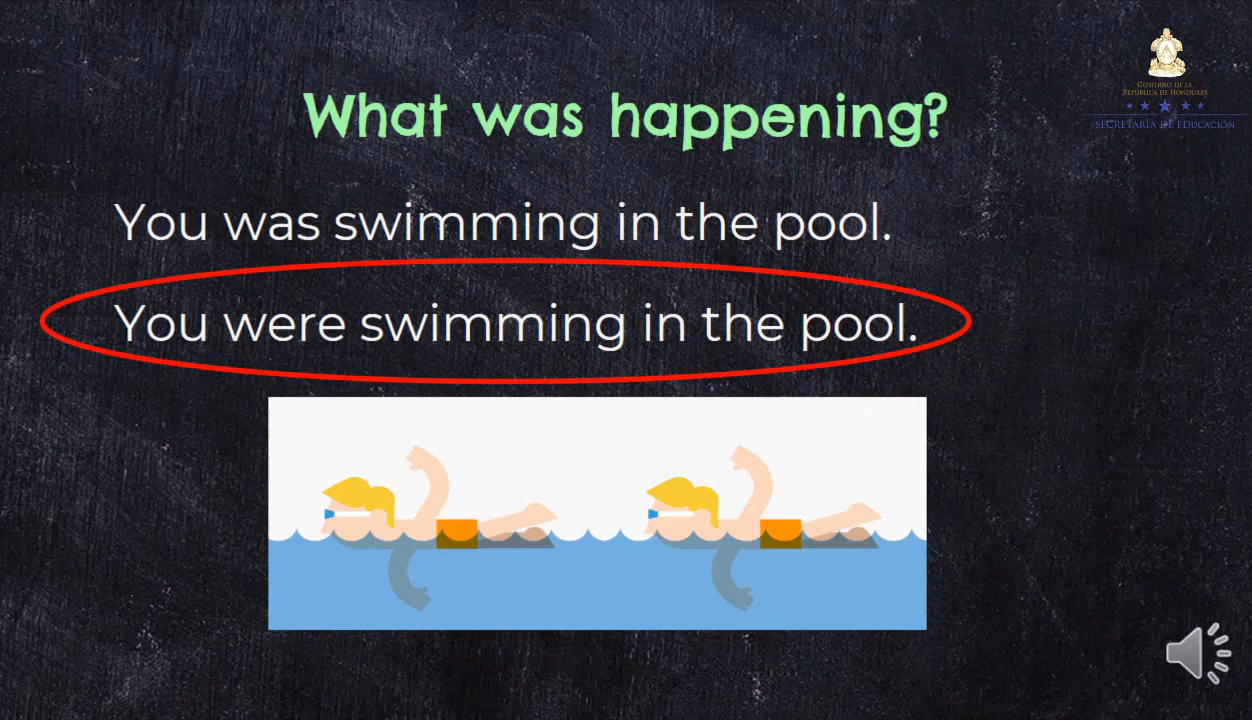 GOBIERNO DE LA
REPÚBLICA DE HONDURAS
SECRETARÍA DE EDUCACIÓN
What was happening?
You was swimming in the pool.
You were swimming in the pool.